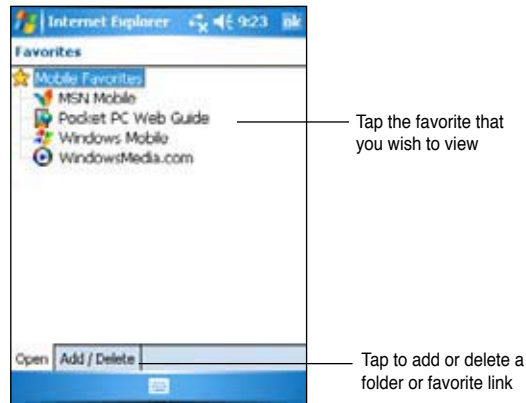 Internet Explorer 9:23 ok
Favorites
Mobile Favorites
MSN Mobile
Pocket PC Web Guide
Windows Mobile
WindowsMedia.com
Tap the favorite that
you wish to view
Open Add / Delete
Tap to add or delete a
folder or favorite link